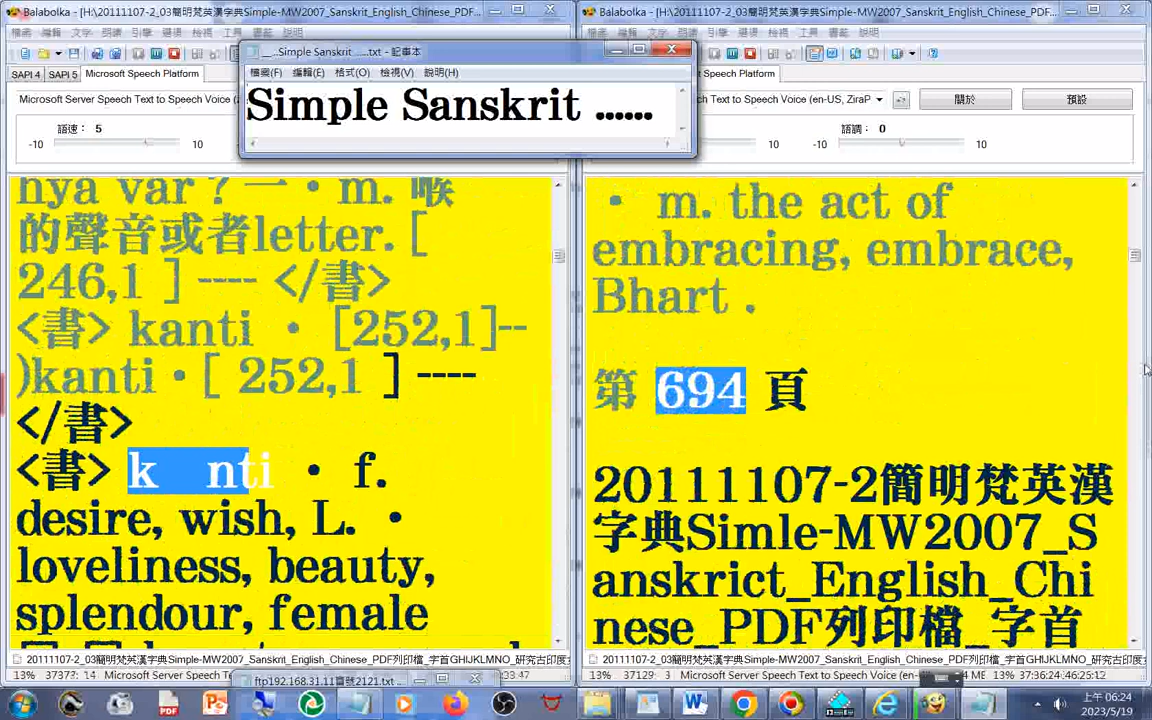 Balabolka - [H:\20111107-2_03簡明梵英漢字典Simple-MW2007_Sanskrit_English_Chinese_PDF...
Balabolka - [H:\20111107-2_03簡明梵英漢字典Simple-MW2007_Sanskrit_English_Chinese_PDF...
__...Simple Sanskrit ......txt - 記事本
檔案(F) 編輯(E) 格式(O) 檢視(V) 說明(H)
Simple Sanskrit ......
SAPI 4 SAPI 5 Microsoft Speech Platform
t Speech Platform
Microsoft Server Speech Text to Speech Voice (z
Text to Speech Voice (en-US, ZiraP
關於
預設
語速： 5
語調： 0
-10 10
10 -10 10
hya var？一 • m. 喉
的聲音或者letter. [
246,1 ] ---- </書>
<書> kanti • [252,1]--
)kanti • [ 252,1 ] ----
</書>
<書> k nti • f.
desire, wish, L. •
loveliness, beauty,
splendour, female
• m. the act of
embracing, embrace,
Bhart .
第 694 頁
20111107-2簡明梵英漢
字典Simle-MW2007_S
anskrict_English_Chi
nese_PDF列印檔_字首
20111107-2_03簡明梵英漢字典Simple-MW2007_Sanskrit_English_Chinese_PDF列印檔_字首GHIJKLMNO_研究古印度
20111107-2_03簡明梵英漢字典Simple-MW2007_Sanskrit_English_Chinese_PDF列印檔_字首GHIJKLMNO_研究古印度
13% 3737?: 14 Microsoft Se
ftp192.168.31.11盲號2121.txt ...
23:47
13% 37129: 3
Microsoft Speech Platform: Microsoft Se
37:36:24-46:25:12
上午 06:24
2023/5/19